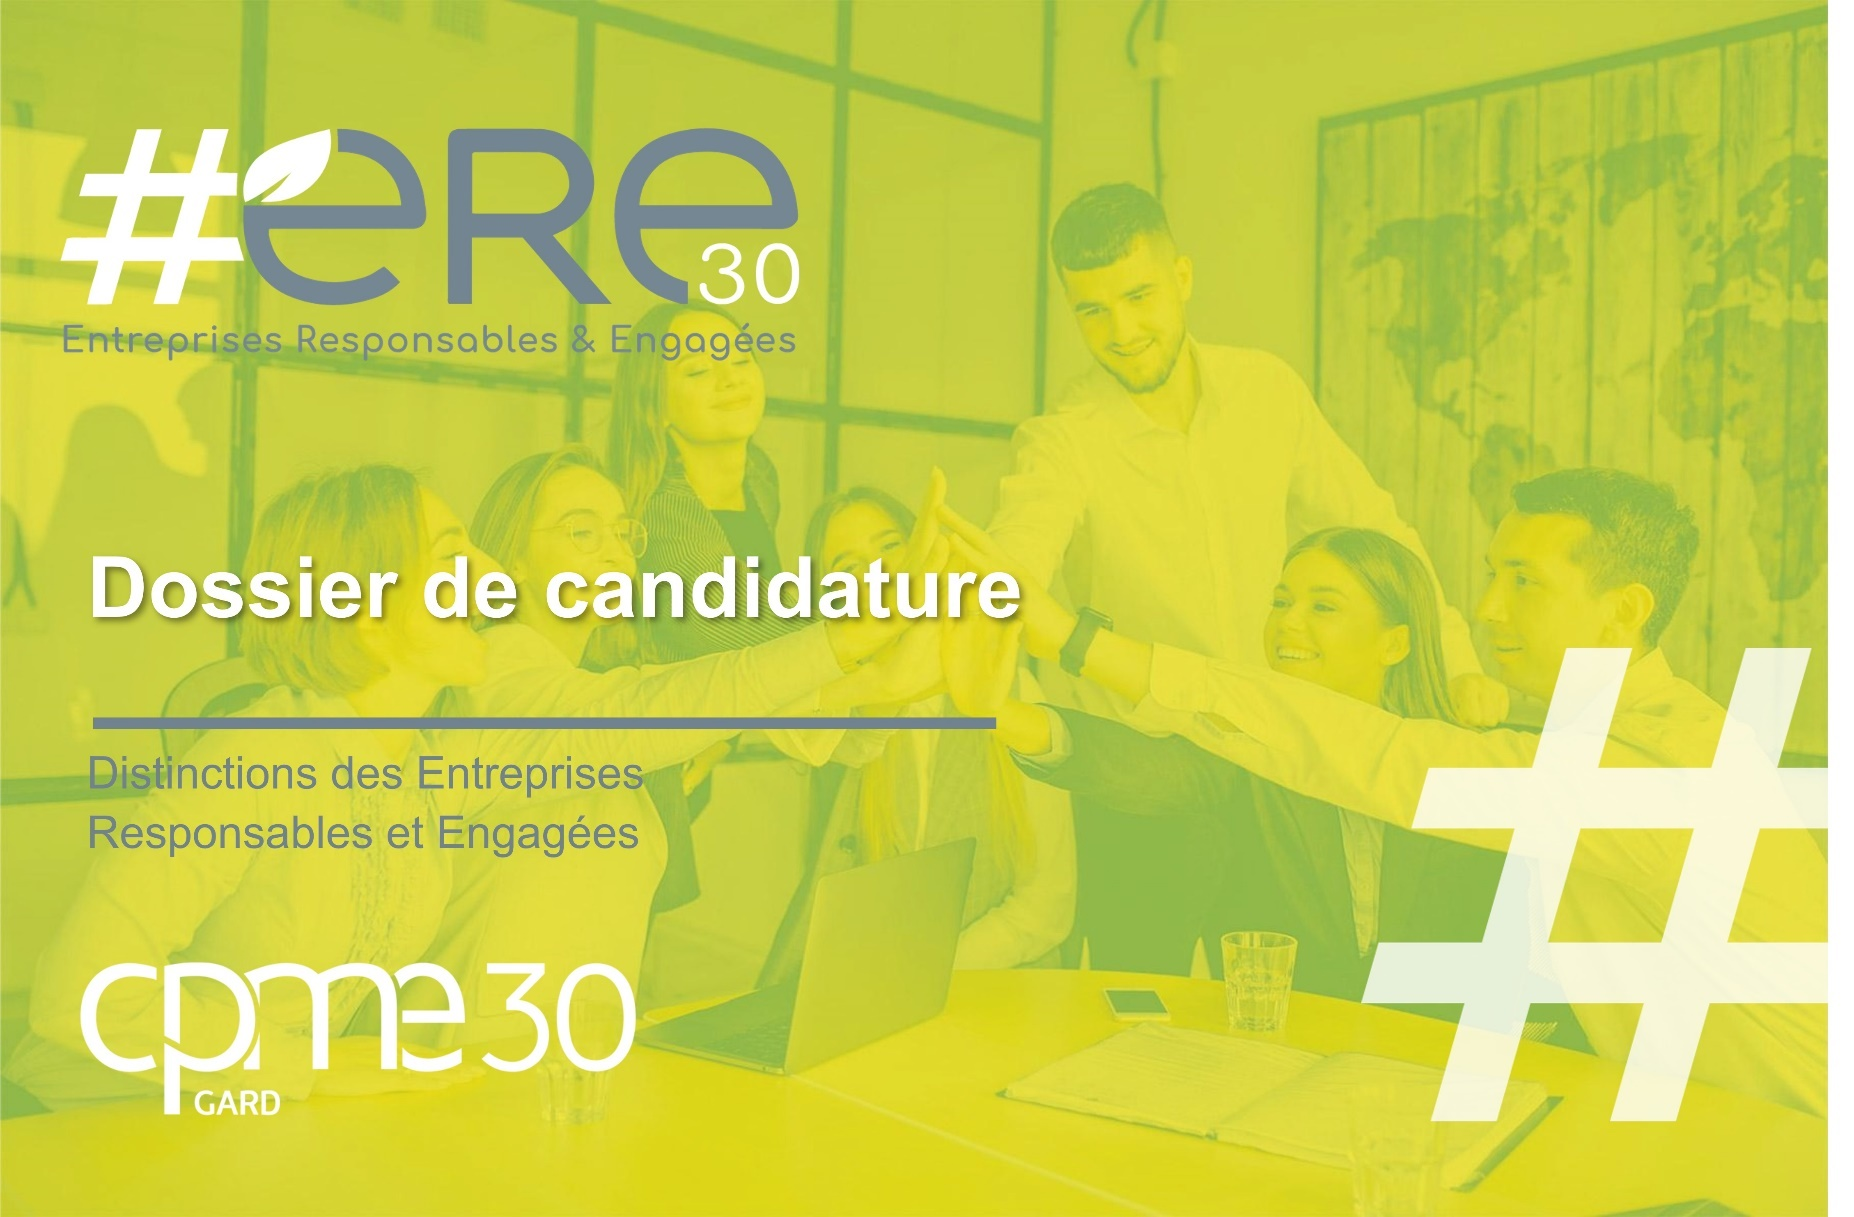 #eRe
30
Entreprises Responsables & Engagées
Dossier de candidature
Distinctions des Entreprises
Responsables et Engagées
cpme30
GARD
#